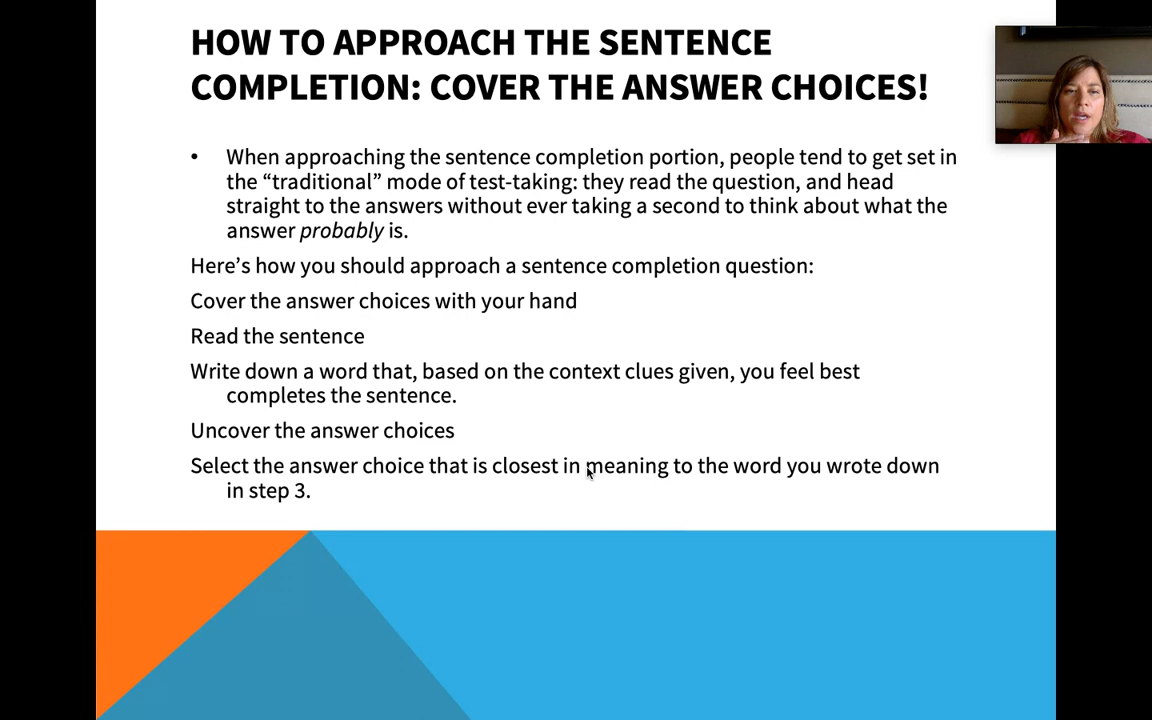 HOW TO APPROACH THE SENTENCE
COMPLETION: COVER THE ANSWER CHOICES!
• When approaching the sentence completion portion, people tend to get set in
the “traditional” mode of test-taking: they read the question, and head
straight to the answers without ever taking a second to think about what the
answer probably is.
Here’s how you should approach a sentence completion question:
Cover the answer choices with your hand
Read the sentence
Write down a word that, based on the context clues given, you feel best
completes the sentence.
Uncover the answer choices
Select the answer choice that is closest in meaning to the word you wrote down
in step 3.